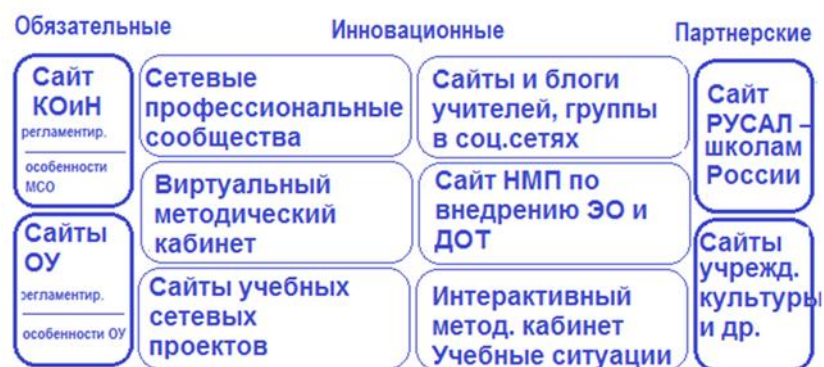 Обязательные
Инновационные
Партнерские
Сайт
КОиН
регламентир.
особенности
МСО
Сайты
ОУ
регламентир.
особенности ОУ
Сетевые
профессиональные
сообщества
Виртуальный
методический
кабинет
Сайты учебных
сетевых
проектов
Сайты и блоги
учителей, группы
в соц.сетях
Сайт НМП по
внедрению ЭО и
ДОТ
Интерактивный
метод. кабинет
Учебные ситуации
Сайт
РУСАЛ –
школам
России
Сайты
учрежд.
культуры
и др.